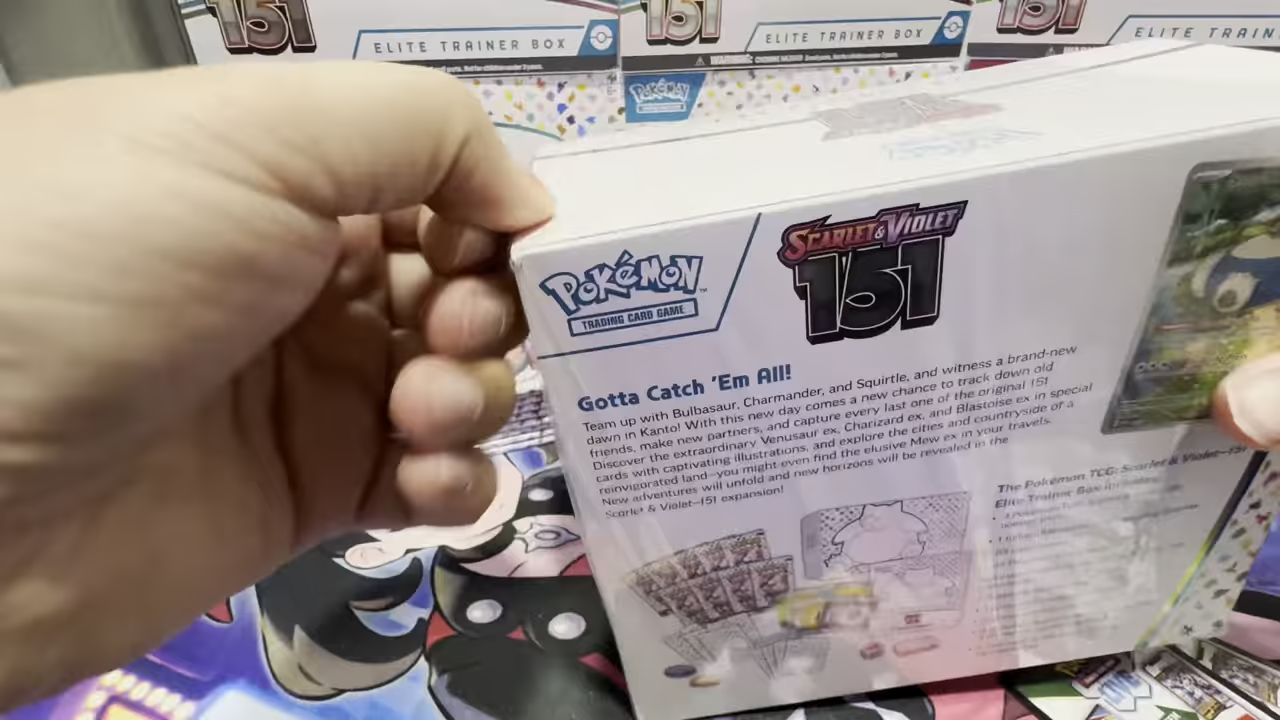 151
ELITE TRAINER BOX
151
ELITE TRAINER BOX
151
ELITE TRAIN
WARNING:
POKÉMON
POKÉMON
TRADING CARD GAME
SCARLET & VIOLET
151
Gotta Catch 'Em All!
Team up with Bulbasaur, Charmander, and Squirtle, and witness a brand-new
dawn in Kanto! With this new day comes a new chance to track down old
friends, make new partners, and capture every last one of the original 151
Discover the extraordinary Venusaur ex, Charizard ex, and Blastoise ex in special
cards with captivating illustrations, and explore the cities and countryside of a
reinvigorated land—you might even find the elusive Mew ex in your travels.
New adventures will unfold and new horizons will be revealed in the
Scarlet & Violet—151 expansion!
The Pokémon TCG: Scarlet & Violet—151
Elite Trainer Box includes: